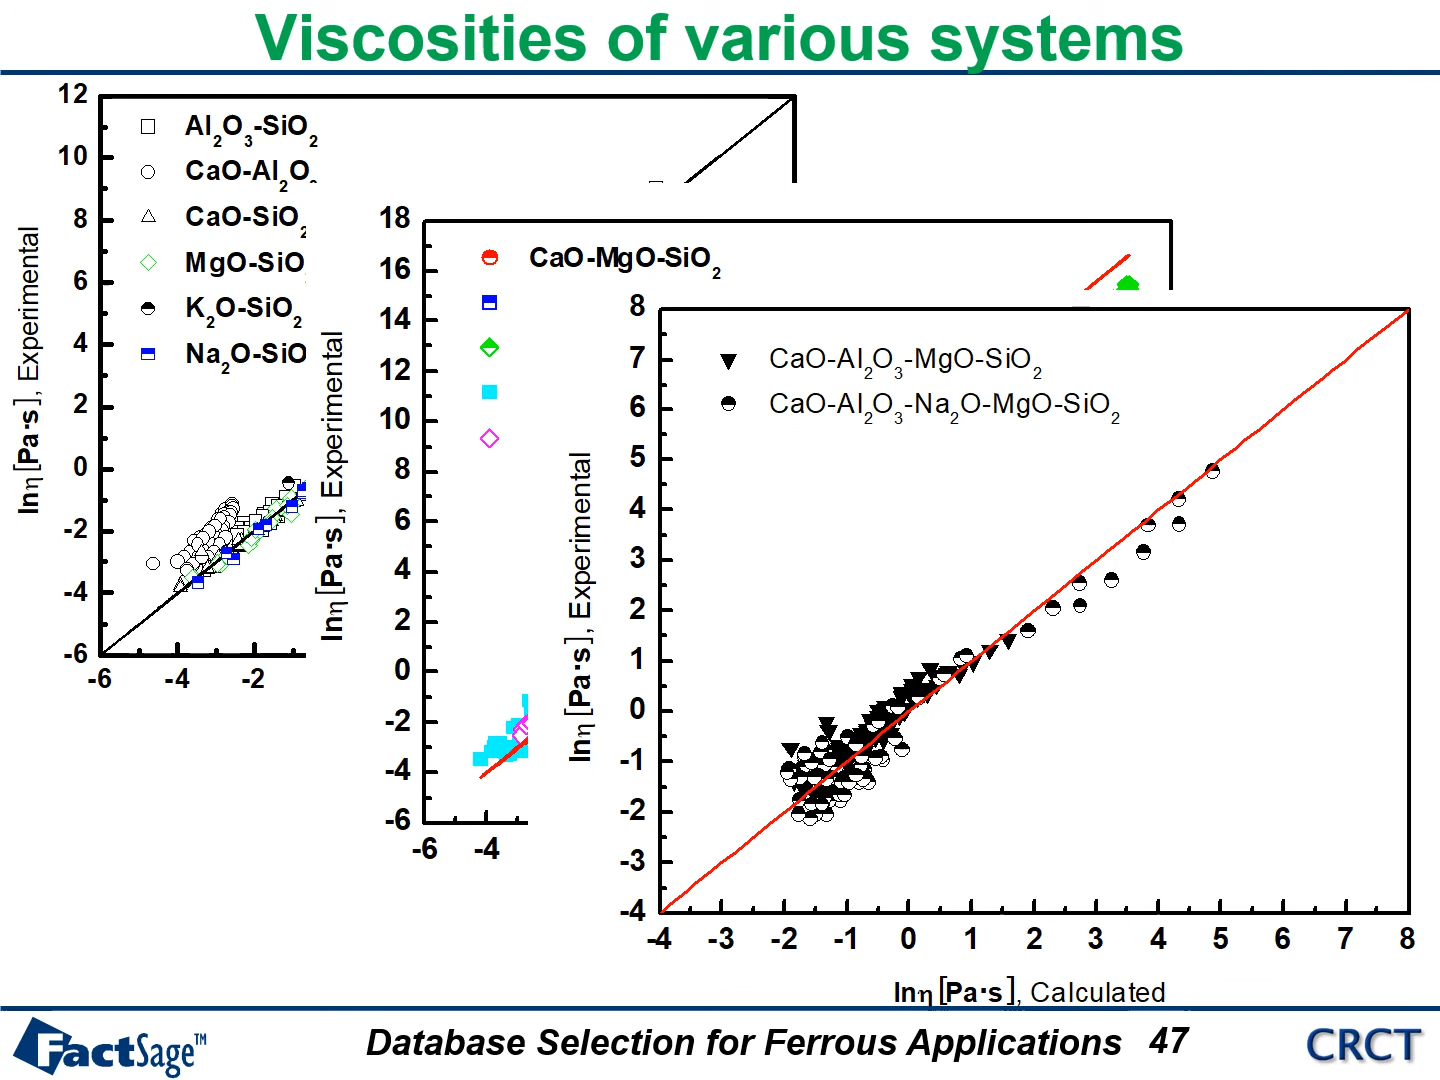 Viscosities of various systems
12
10
8
6
4
2
0
-2
-4
-6
-6 -4 -2
lnη [Pa·s], Experimental
Al2O3-SiO2
CaO-Al2O3
CaO-SiO2
MgO-SiO
K2O-SiO2
Na2O-SiO
18
16
14
12
10
8
6
4
2
0
-2
-4
-6
-6 -4
lnη [Pa·s], Experimental
CaO-MgO-SiO2
8
7
6
5
4
3
2
1
0
-1
-2
-3
-4
-4 -3 -2 -1 0 1 2 3 4 5 6 7 8
lnη [Pa·s], Experimental
CaO-Al2O3-MgO-SiO2
CaO-Al2O3-Na2O-MgO-SiO2
lnη [Pa·s], Calculated
FactSage™
Database Selection for Ferrous Applications 47
CRCT